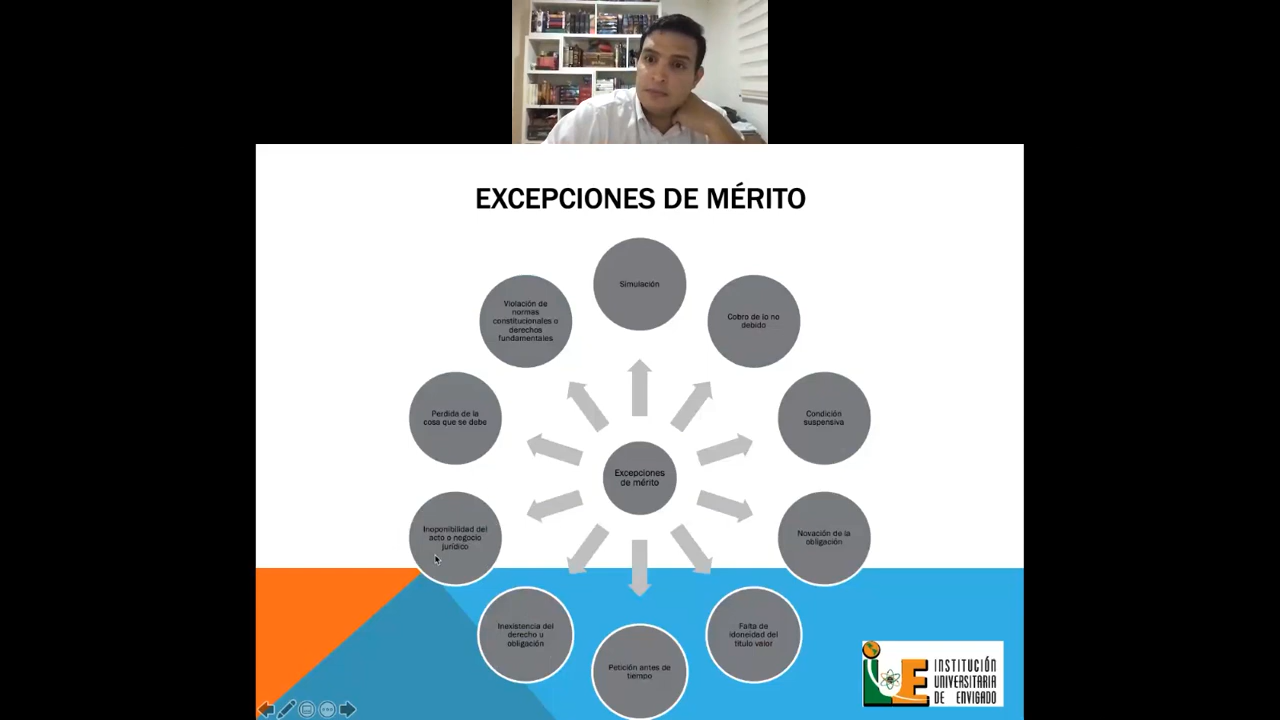 EXCEPCIONES DE MÉRITO
Simulación
Cobro de lo no
debido
Condición
suspensiva
Novación de la
obligación
Falta de
idoneidad del
titulo valor
Petición antes de
tiempo
Inexistencia del
derecho u
obligación
Inoponibilidad del
acto o negocio
jurídico
Perdida de la
cosa que se debe
Violación de
normas
constitucionales o
derechos
fundamentales
Excepciones
de mérito
iUE
INSTITUCIÓN
UNIVERSITARIA
DE ENVIGADO